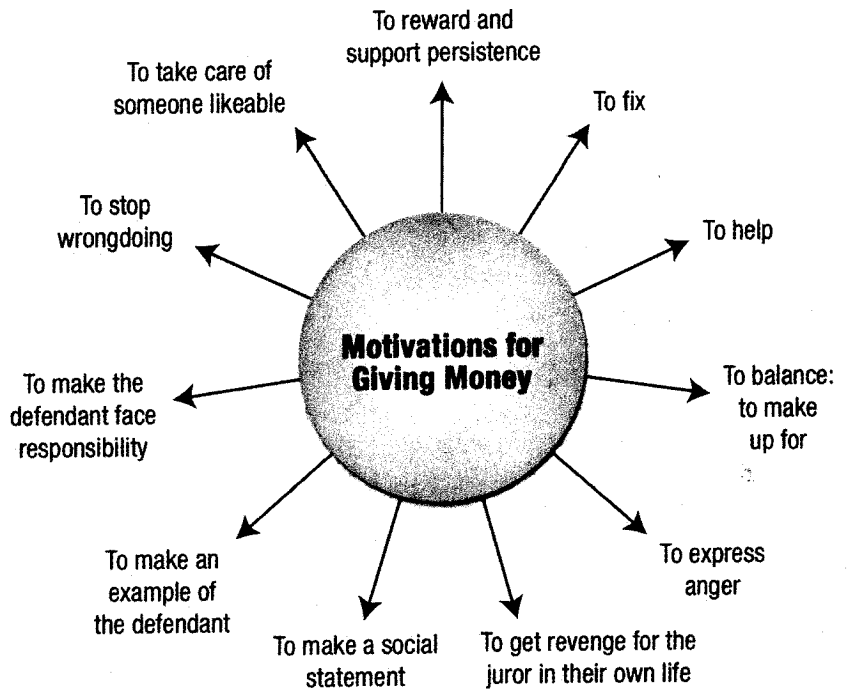 To reward and
support persistence
To fix
To help
To balance:
to make
up for
To express
anger
To get revenge for the
juror in their own life
To make a social
statement
To make an
example of
the defendant
To make the
defendant face
responsibility
To stop
wrongdoing
To take care of
someone likeable
Motivations for
Giving Money